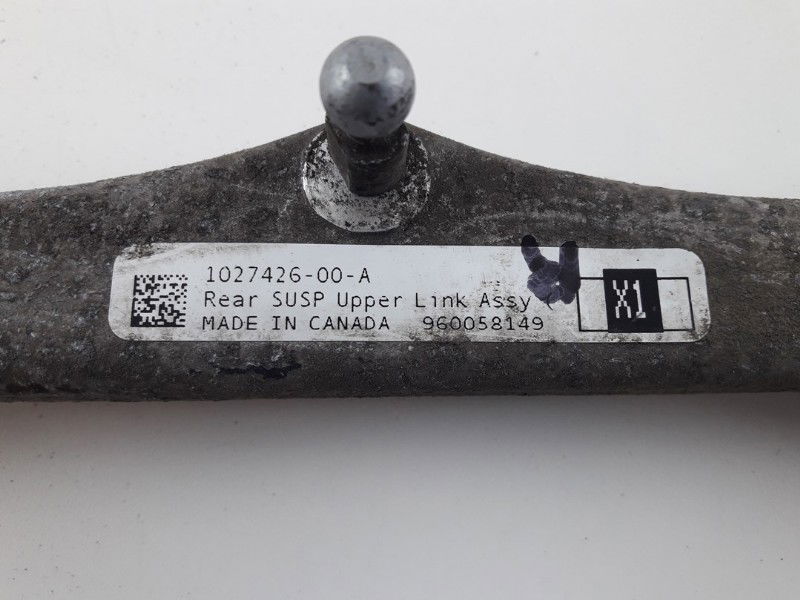 1027426-00-A
Rear SUSP Upper Link Assy (
MADE IN CANADA 960058149
X1